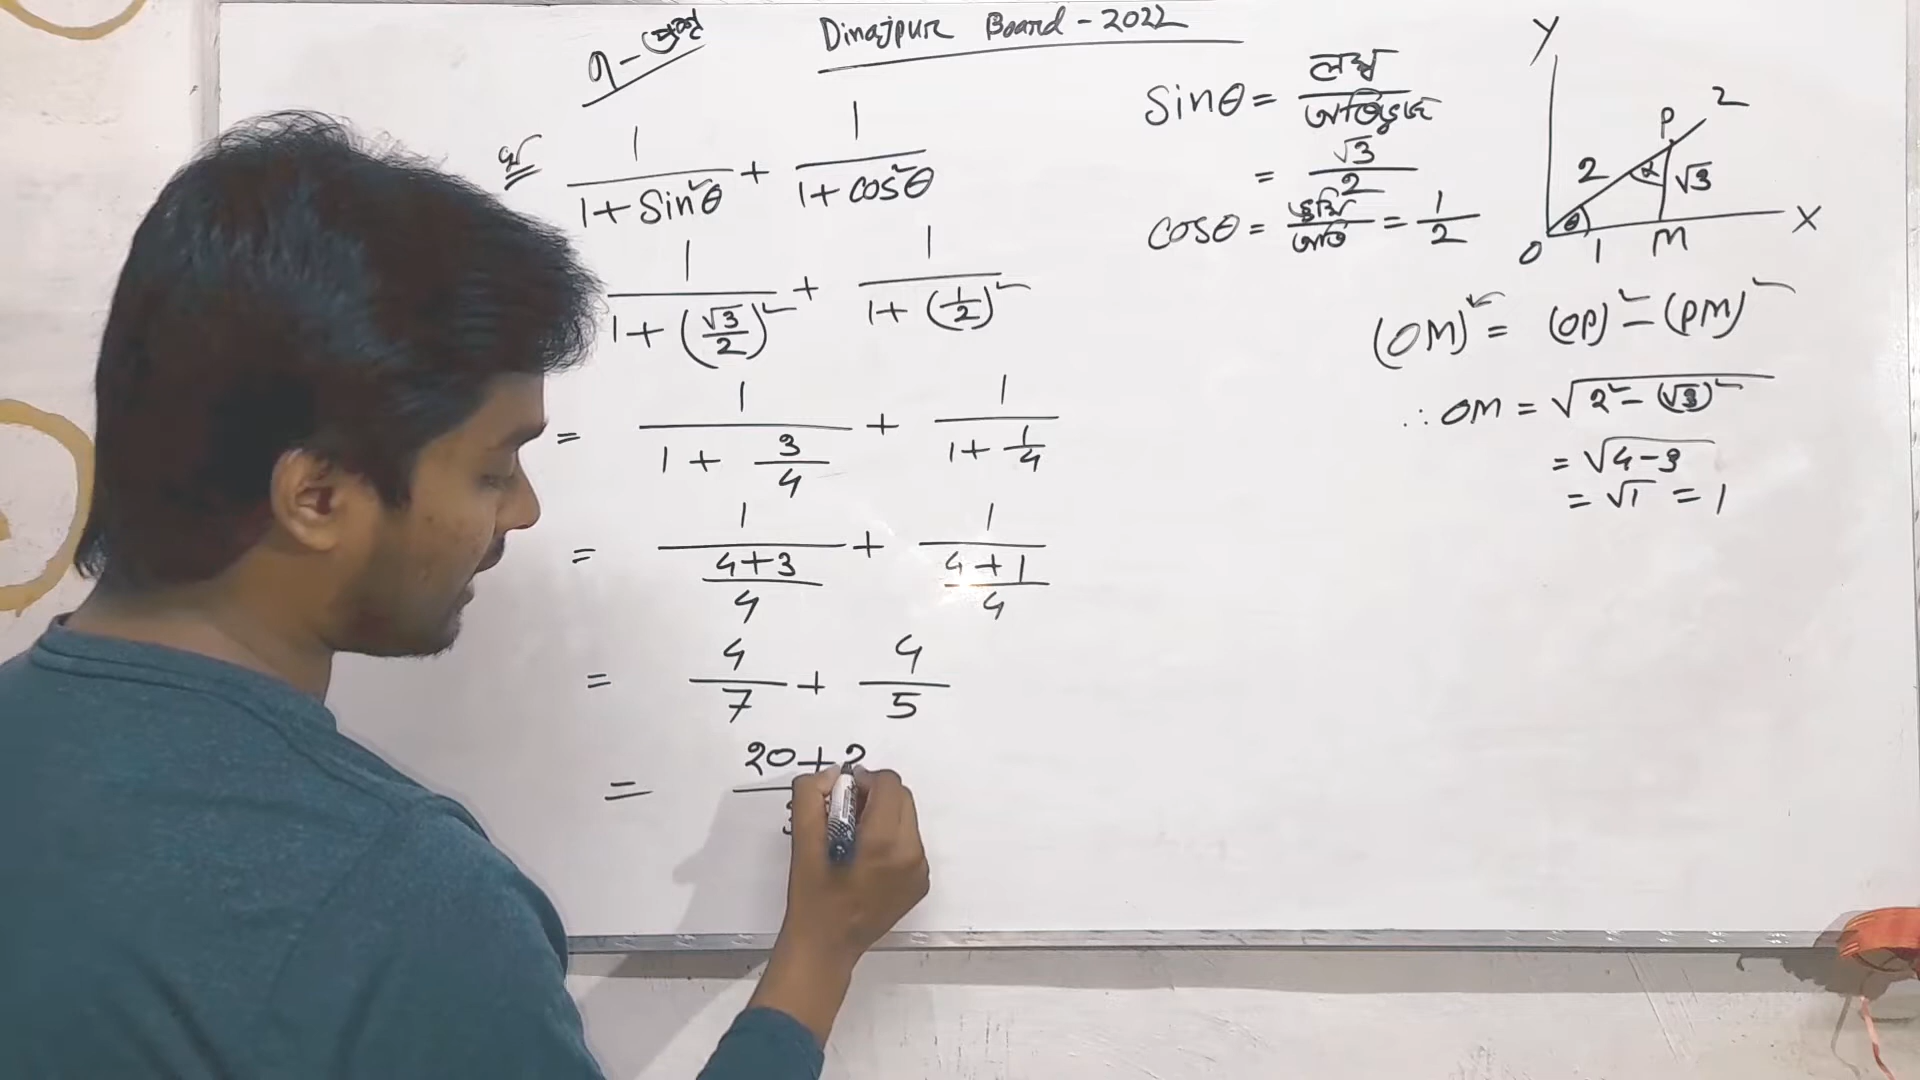 Dinajpur Board - 2022
1/(1 + Sin²θ) + 1/(1 + cos²θ)
1/(1 + (√3/2)²) + 1/(1 + (1/2)²)
= 1/(1 + 3/4) + 1/(1 + 1/4)
= 1/((4+3)/4) + 1/((4+1)/4)
= 4/7 + 4/5
= 20+2
Sinθ = লম্ব/অতিভুজ
= √3/2
cosθ = ভূমি/অতি = 1/2
Y
P
2
2
α
√3
θ
O
1
M
X
(OM)² = (OP)² − (PM)²
∴ OM = √2² − (√3)²
= √4−3
= √1 = 1